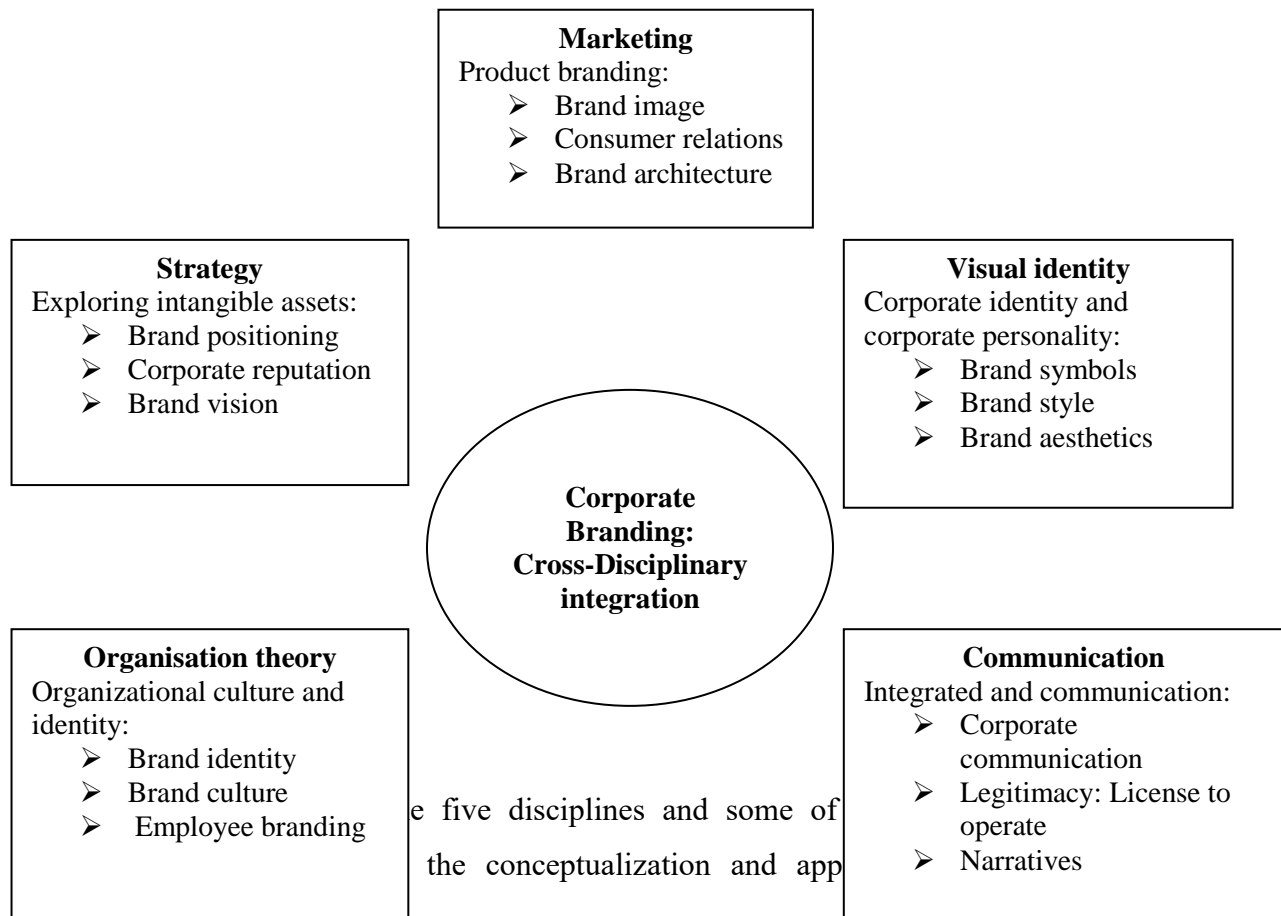 Marketing
Product branding:
➢ Brand image
➢ Consumer relations
➢ Brand architecture
Strategy
Exploring intangible assets:
➢ Brand positioning
➢ Corporate reputation
➢ Brand vision
Visual identity
Corporate identity and
corporate personality:
➢ Brand symbols
➢ Brand style
➢ Brand aesthetics
Corporate
Branding:
Cross-Disciplinary
integration
Organisation theory
Organizational culture and
identity:
➢ Brand identity
➢ Brand culture
➢ Employee branding
Communication
Integrated and communication:
➢ Corporate
communication
➢ Legitimacy: License to
operate
➢ Narratives
five disciplines and some of
the conceptualization and